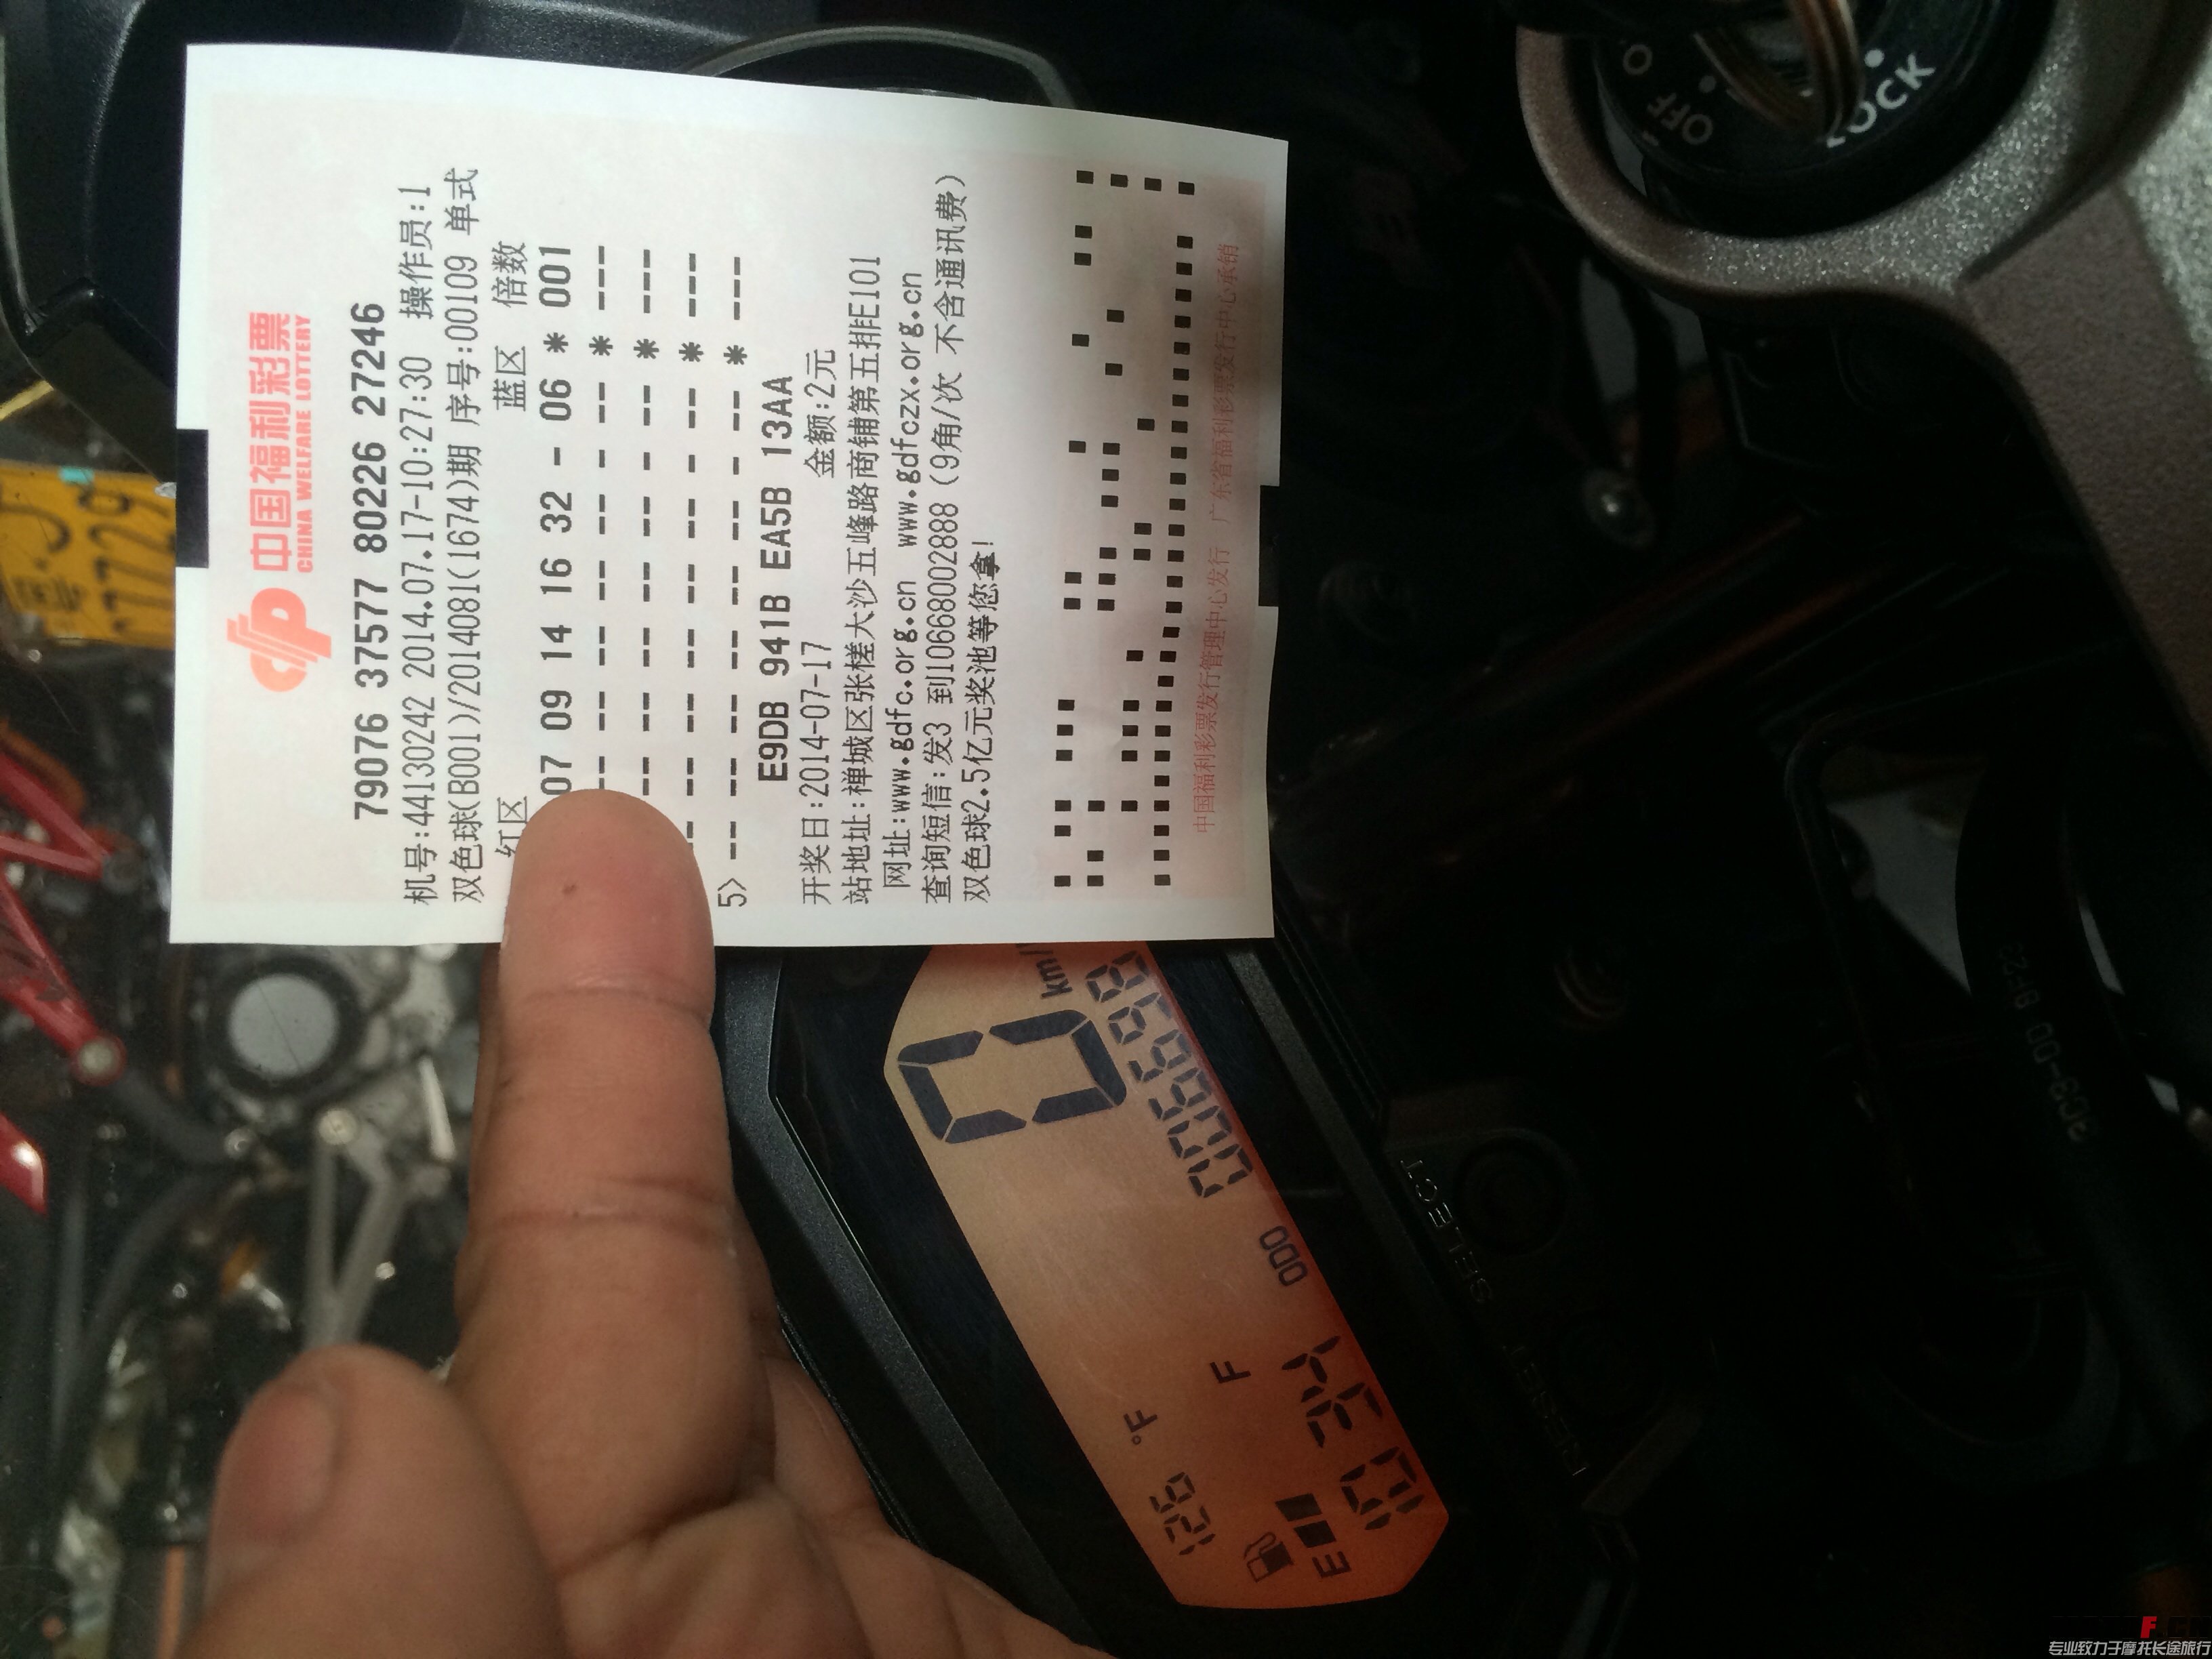 中国福利彩票
CHINA WELFARE LOTTERY
79076 37577 80226 27246
机号:44130242 2014.07.17-10:27:30 操作员:1
双色球(B001)/2014081(1674)期 序号:00109 单式
红区 蓝区 倍数
07 09 14 16 32 - 06 * 001
-- -- -- -- -- - -- * ---
-- -- -- -- -- - -- * ---
-- -- -- -- -- -- - -- * ---
5> -- -- -- -- -- -- - -- * ---
E9DB 941B EA5B 13AA
开奖日:2014-07-17 金额:2元
站地址:禅城区张槎大沙五峰路商铺第五排E101
网址:www.gdfc.org.cn www.gdfczx.org.cn
查询短信:发3 到1066800288​8 (9角/次 不含通讯费)
双色球2.5亿元奖池等您拿!
中国福利彩票发行管理中心发行 广东省福利彩票发行中心承销
OFF
LOCK
17729
0 km/
ODO 006698
126 °F
E F
10:34
SELECT
RESET
专业致力于摩托长途旅行